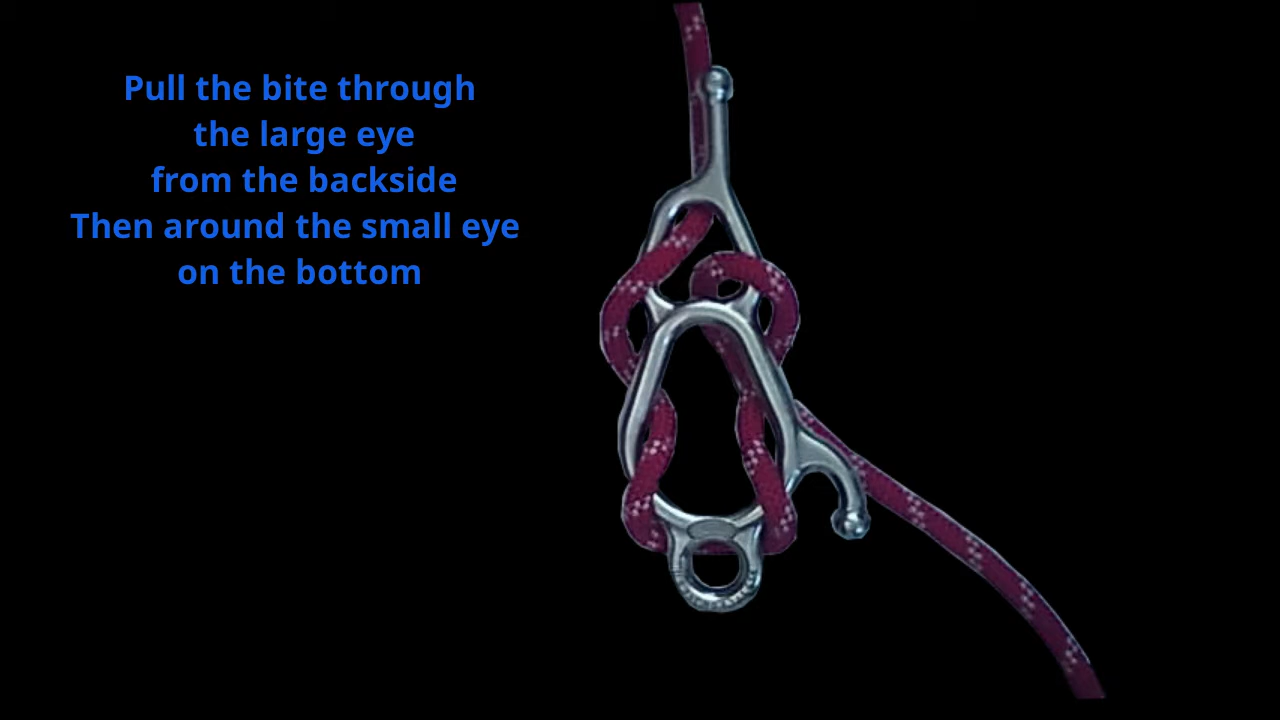 Pull the bite through
the large eye
from the backside
Then around the small eye
on the bottom